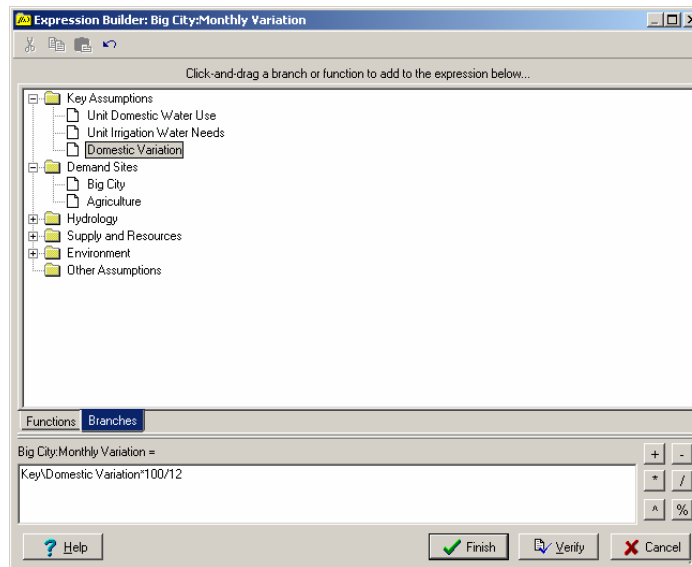 Expression Builder: Big City:Monthly Variation
Click-and-drag a branch or function to add to the expression below...
Key Assumptions
Unit Domestic Water Use
Unit Irrigation Water Needs
Domestic Variation
Demand Sites
Big City
Agriculture
Hydrology
Supply and Resources
Environment
Other Assumptions
Functions Branches
Big City:Monthly Variation =
Key\Domestic Variation*100/12
+ -
* /
^ %
? Help Finish Verify Cancel